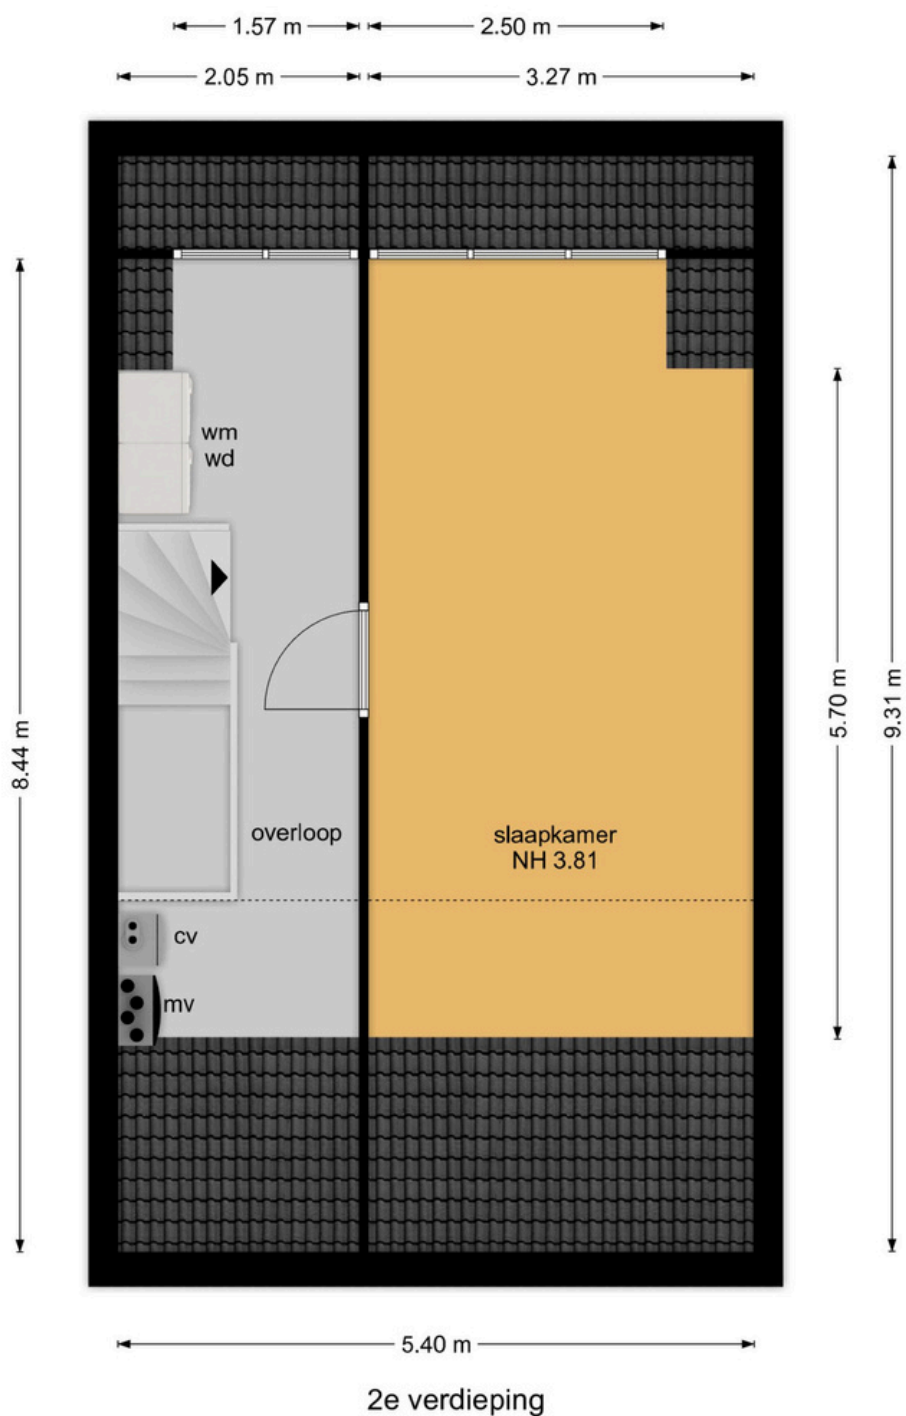 1.57 m
2.50 m
2.05 m
3.27 m
wm
wd
8.44 m
5.70 m
9.31 m
overloop
slaapkamer
NH 3.81
cv
mv
5.40 m
2e verdieping